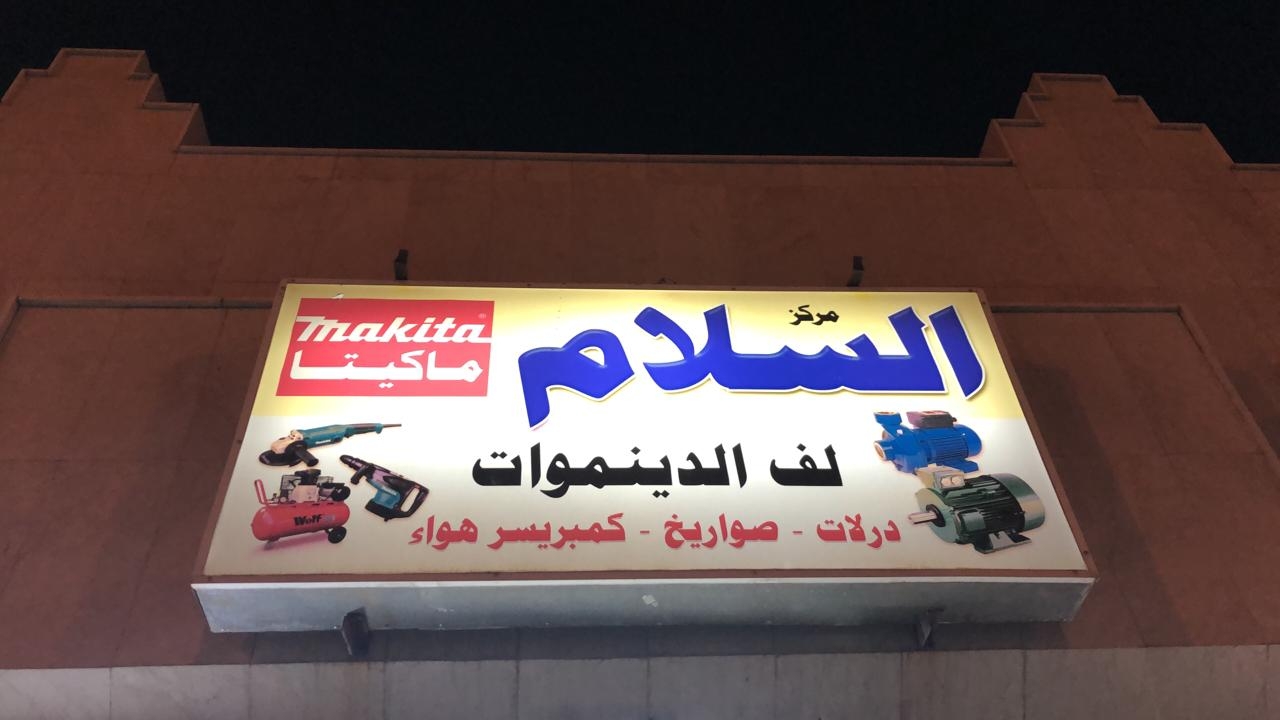 مركز
السلام
Makita®
ماكيتا
لف الدينموات
درلات - صواريخ - كمبريسر هواء
Wolf